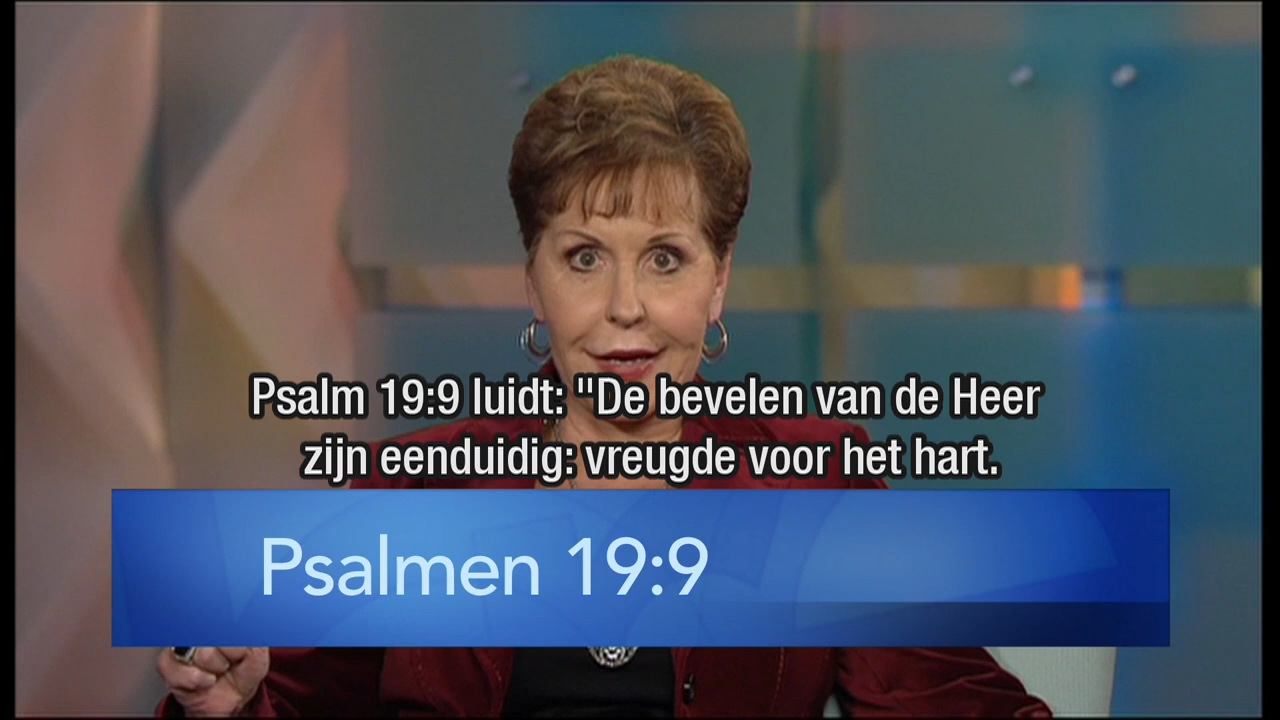 Psalm 19:9 luidt: "De bevelen van de Heer
zijn eenduidig: vreugde voor het hart.
Psalmen 19:9